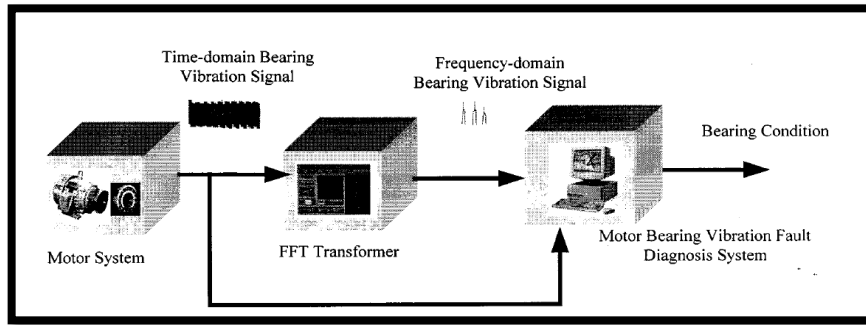 Time-domain Bearing
Vibration Signal
Frequency-domain
Bearing Vibration Signal
Bearing Condition
Motor System
FFT Transformer
Motor Bearing Vibration Fault
Diagnosis System